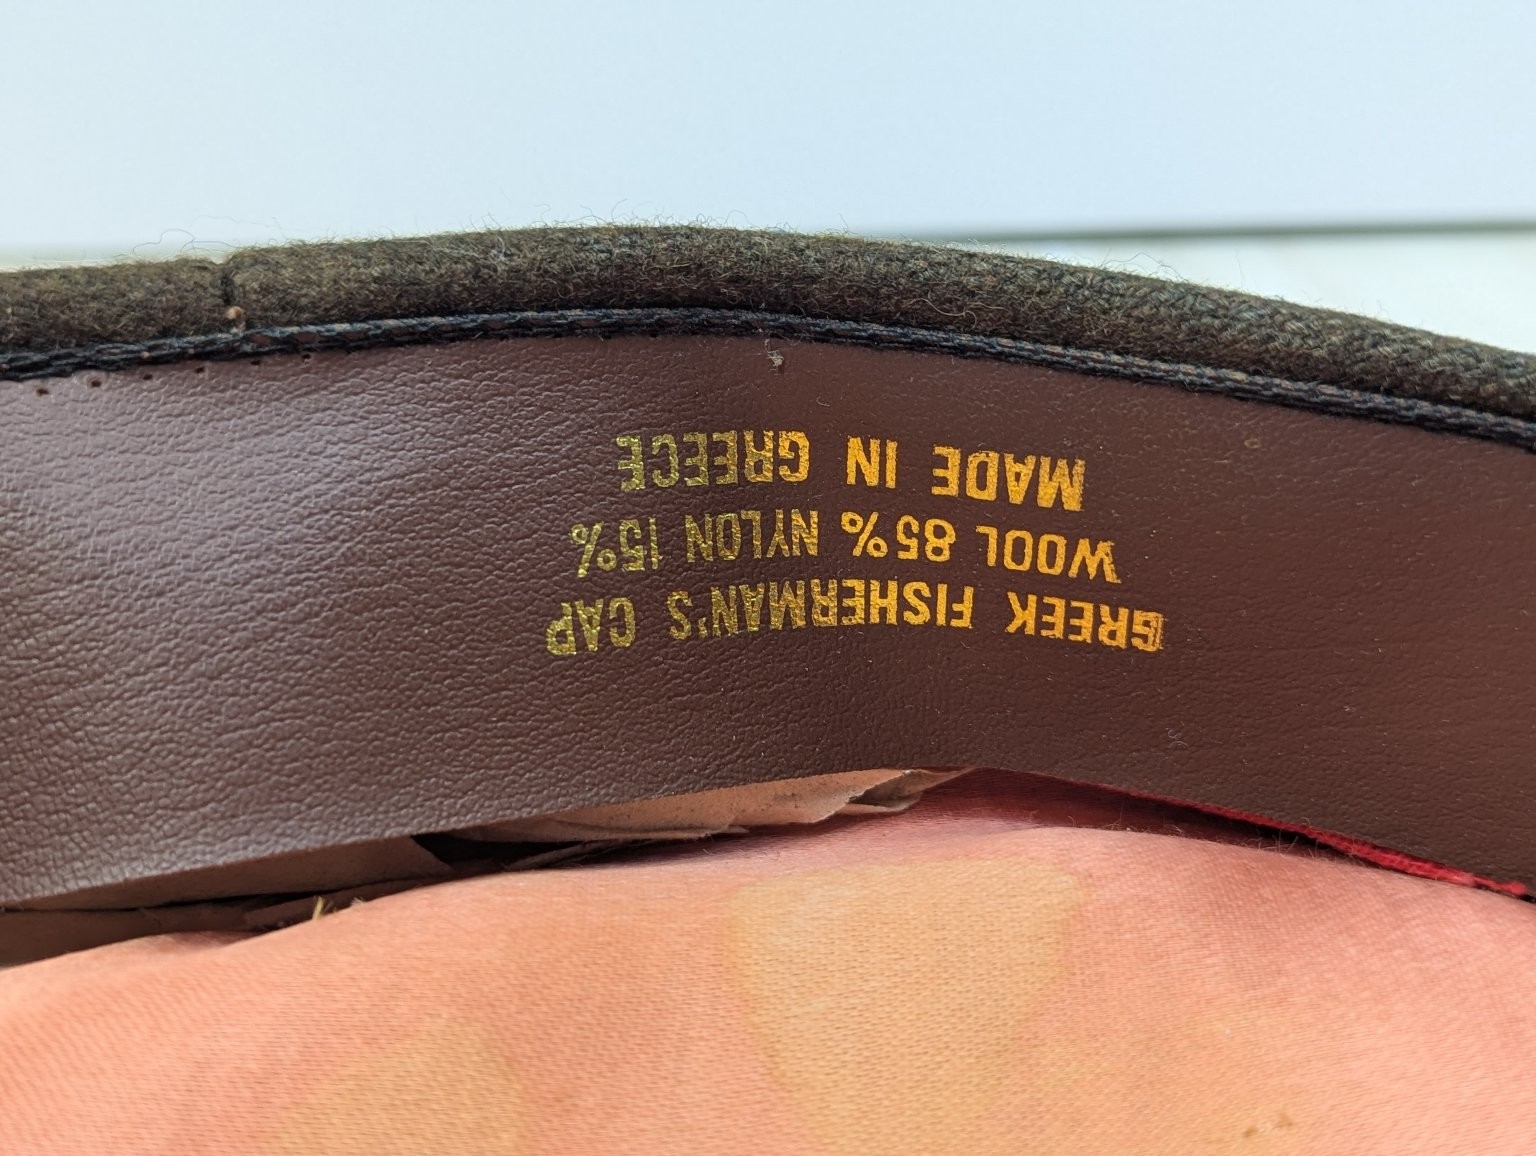 GREEK FISHERMAN'S CAP
WOOL 85% NYLON 15%
MADE IN GREECE